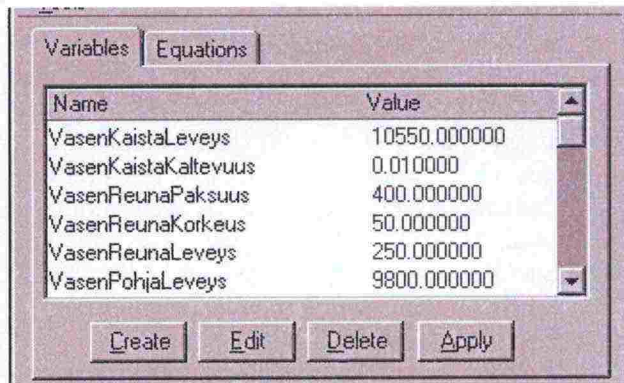 Variables Equations
Name Value
VasenKaistaLeveys 10550.000000
VasenKaistaKaltevuus 0.010000
VasenReunaPaksuus 400.000000
VasenReunaKorkeus 50.000000
VasenReunaLeveys 250.000000
VasenPohjaLeveys 9800.000000
Create Edit Delete Apply